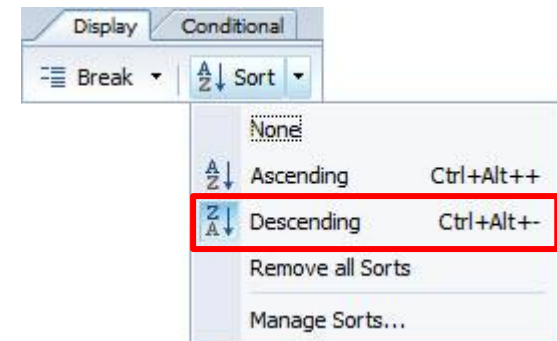 Display Conditional
Break Sort
None
Ascending Ctrl+Alt++
Descending Ctrl+Alt+-
Remove all Sorts
Manage Sorts...